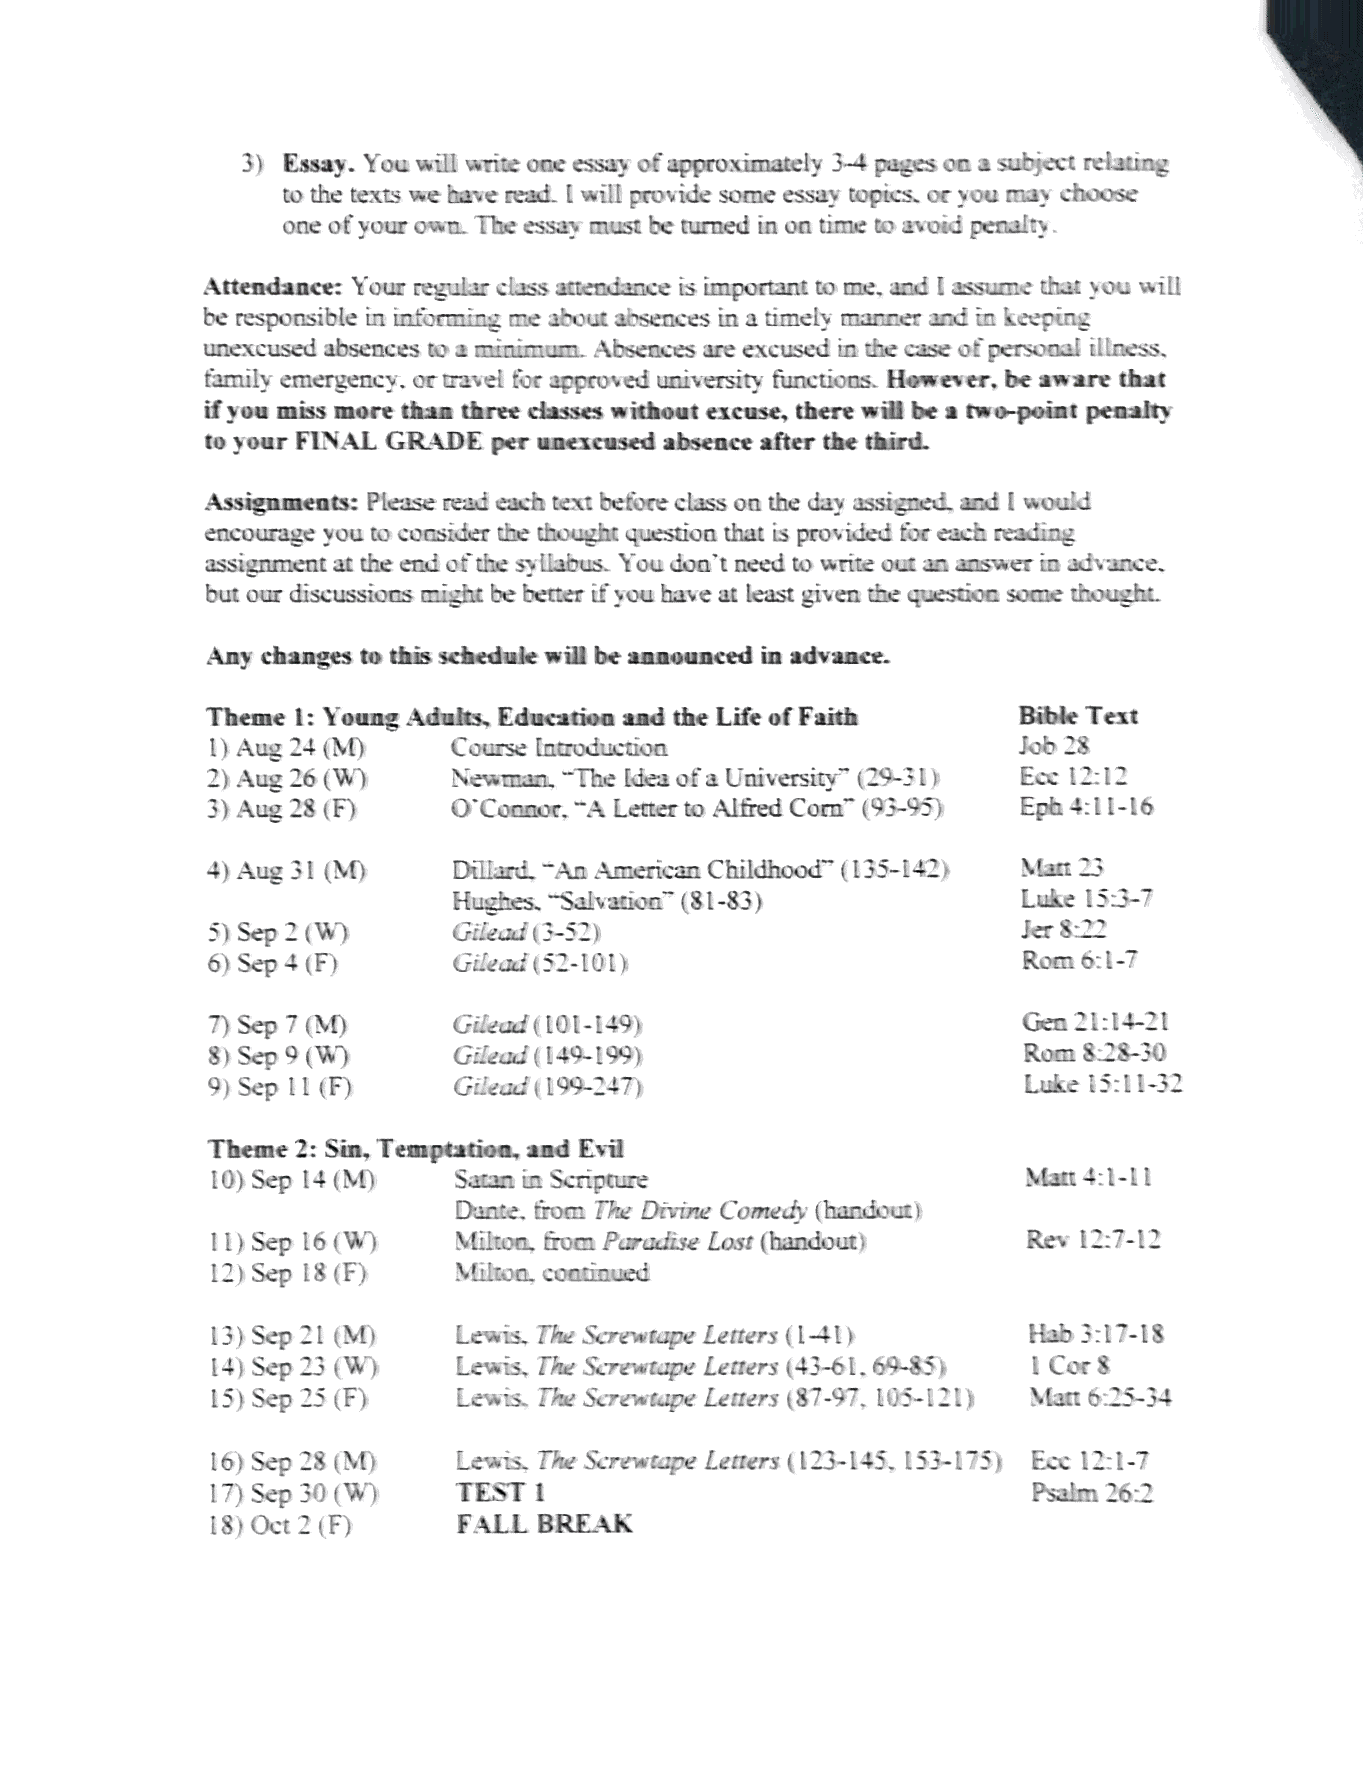 3) Essay. You will write one essay of approximately 3-4 pages on a subject relating
to the texts we have read. I will provide some essay topics, or you may choose
one of your own. The essay must be turned in on time to avoid penalty.
Attendance: Your regular class attendance is important to me, and I assume that you will
be responsible in informing me about absences in a timely manner and in keeping
unexcused absences to a minimum. Absences are excused in the case of personal illness,
family emergency, or travel for approved university functions. However, be aware that
if you miss more than three classes without excuse, there will be a two-point penalty
to your FINAL GRADE per unexcused absence after the third.
Assignments: Please read each text before class on the day assigned, and I would
encourage you to consider the thought question that is provided for each reading
assignment at the end of the syllabus. You don't need to write out an answer in advance,
but our discussions might be better if you have at least given the question some thought.
Any changes to this schedule will be announced in advance.
Theme 1: Young Adults, Education and the Life of Faith Bible Text
1) Aug 24 (M) Course Introduction Job 28
2) Aug 26 (W) Newman, "The Idea of a University" (29-31) Ecc 12:12
3) Aug 28 (F) O'Connor, "A Letter to Alfred Corn" (93-95) Eph 4:11-16
4) Aug 31 (M) Dillard, "An American Childhood" (135-142) Matt 23
Hughes, "Salvation" (81-83) Luke 15:3-7
5) Sep 2 (W) Gilead (3-52) Jer 8:22
6) Sep 4 (F) Gilead (52-101) Rom 6:1-7
7) Sep 7 (M) Gilead (101-149) Gen 21:14-21
8) Sep 9 (W) Gilead (149-199) Rom 8:28-30
9) Sep 11 (F) Gilead (199-247) Luke 15:11-32
Theme 2: Sin, Temptation, and Evil
10) Sep 14 (M) Satan in Scripture Matt 4:1-11
Dante, from The Divine Comedy (handout)
11) Sep 16 (W) Milton, from Paradise Lost (handout) Rev 12:7-12
12) Sep 18 (F) Milton, continued
13) Sep 21 (M) Lewis, The Screwtape Letters (1-41) Hab 3:17-18
14) Sep 23 (W) Lewis, The Screwtape Letters (43-61, 69-85) 1 Cor 8
15) Sep 25 (F) Lewis, The Screwtape Letters (87-97, 105-121) Matt 6:25-34
16) Sep 28 (M) Lewis, The Screwtape Letters (123-145, 153-175) Ecc 12:1-7
17) Sep 30 (W) TEST 1 Psalm 26:2
18) Oct 2 (F) FALL BREAK